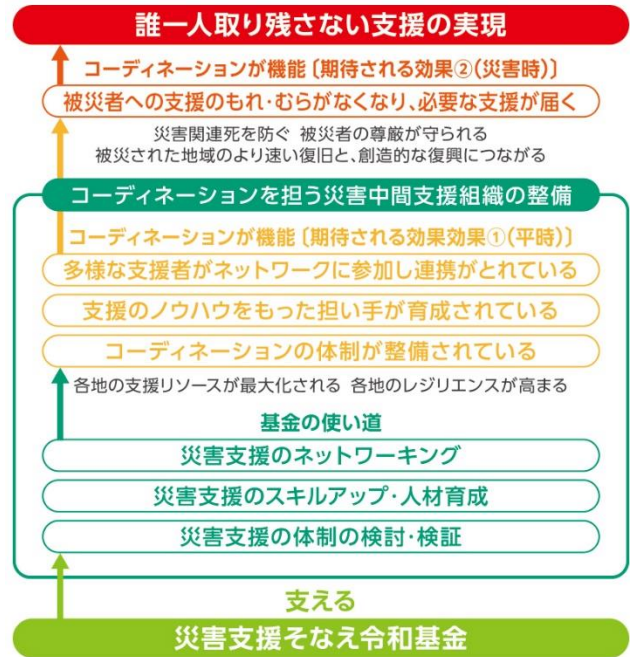 誰一人取り残さない支援の実現
コーディネーションが機能〔期待される効果②(災害時)〕
被災者への支援のもれ・むらがなくなり、必要な支援が届く
災害関連死を防ぐ 被災者の尊厳が守られる
被災された地域のより速い復旧と、創造的な復興につながる
コーディネーションを担う災害中間支援組織の整備
コーディネーションが機能〔期待される効果効果①(平時)〕
多様な支援者がネットワークに参加し連携がとれている
支援のノウハウをもった担い手が育成されている
コーディネーションの体制が整備されている
各地の支援リソースが最大化される 各地のレジリエンスが高まる
基金の使い道
災害支援のネットワーキング
災害支援のスキルアップ・人材育成
災害支援の体制の検討・検証
支える
災害支援そなえ令和基金